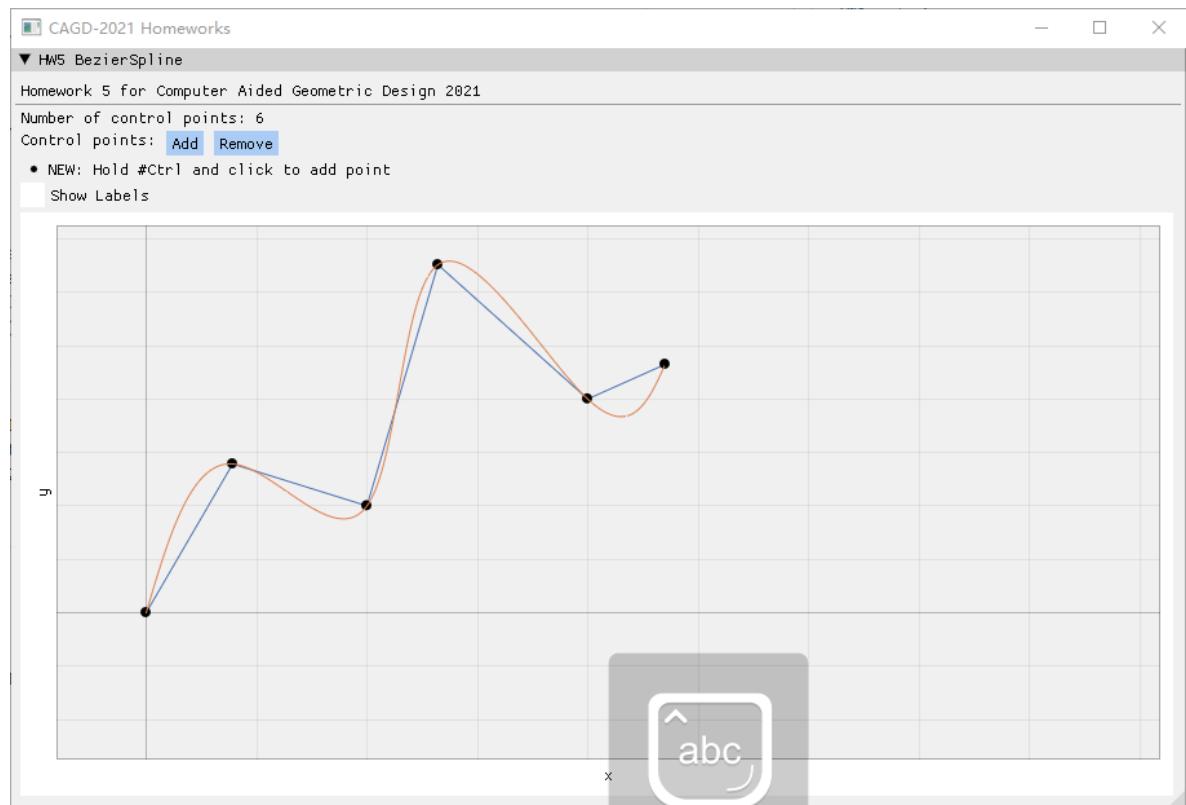 CAGD-2021 Homeworks
▼ HW5 BezierSpline
Homework 5 for Computer Aided Geometric Design 2021
Number of control points: 6
Control points: Add Remove
• NEW: Hold #Ctrl and click to add point
Show Labels
y
x
abc